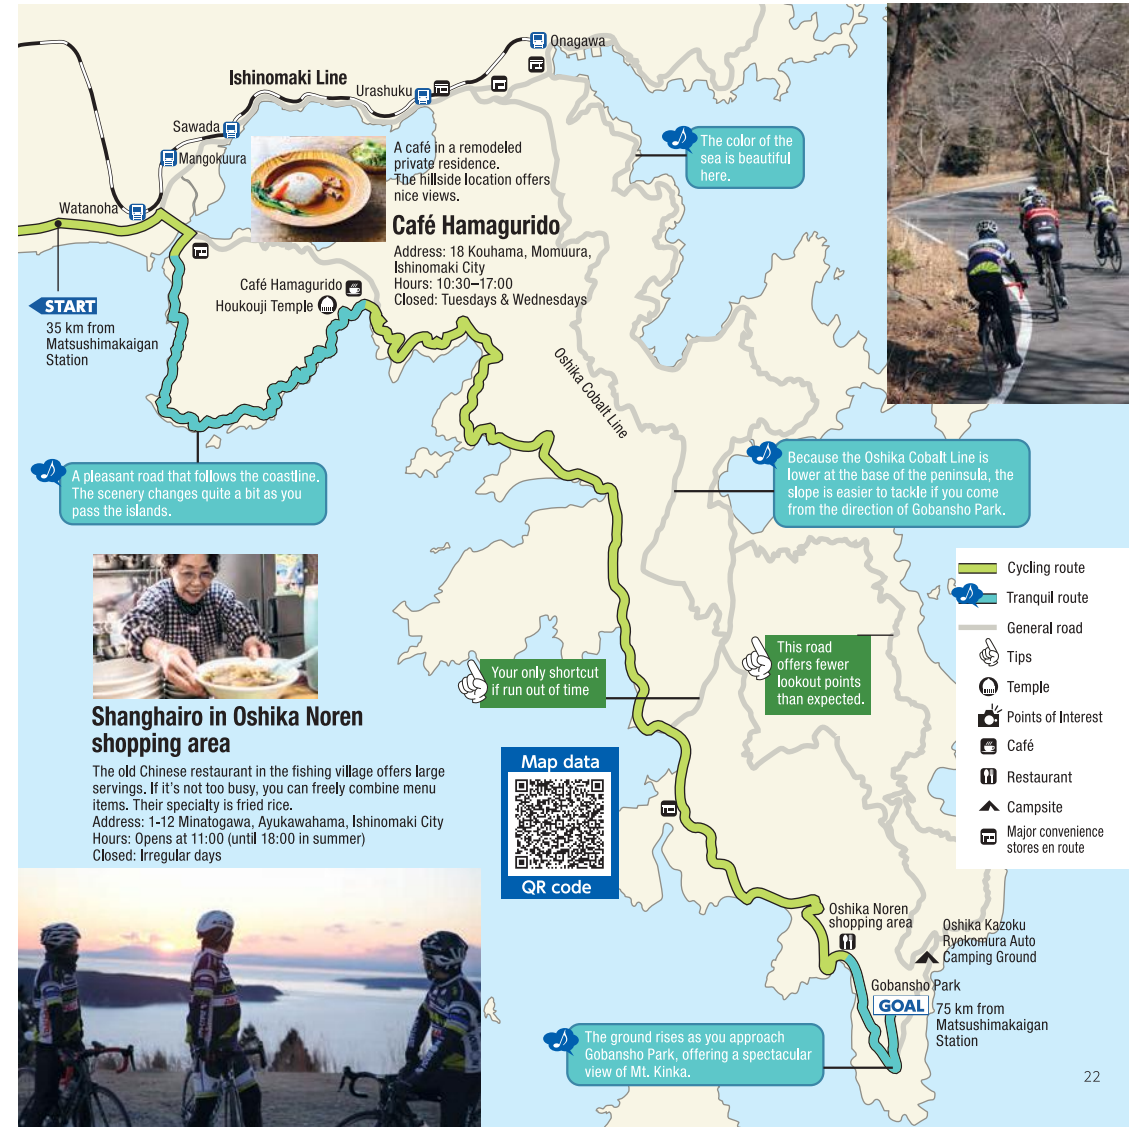 Onagawa
Ishinomaki Line
Urashuku
Sawada
Mangokuura
Watanoha
A café in a remodeled
private residence.
The hillside location offers
nice views.
Café Hamagurido
Address: 18 Kouhama, Momuura,
Ishinomaki City
Hours: 10:30–17:00
Closed: Tuesdays & Wednesdays
The color of the
sea is beautiful
here.
Café Hamagurido
Houkouji Temple
START
35 km from
Matsushimakaigan
Station
Oshika Cobalt Line
A pleasant road that follows the coastline.
The scenery changes quite a bit as you
pass the islands.
Because the Oshika Cobalt Line is
lower at the base of the peninsula, the
slope is easier to tackle if you come
from the direction of Gobansho Park.
Cycling route
Tranquil route
General road
Tips
Temple
Points of Interest
Café
Restaurant
Campsite
Major convenience
stores en route
This road
offers fewer
lookout points
than expected.
Your only shortcut
if run out of time
Shanghairo in Oshika Noren
shopping area
The old Chinese restaurant in the fishing village offers large
servings. If it's not too busy, you can freely combine menu
items. Their specialty is fried rice.
Address: 1-12 Minatogawa, Ayukawahama, Ishinomaki City
Hours: Opens at 11:00 (until 18:00 in summer)
Closed: Irregular days
Map data
QR code
Oshika Noren
shopping area
Oshika Kazoku
Ryokomura Auto
Camping Ground
Gobansho Park
GOAL
75 km from
Matsushimakaigan
Station
The ground rises as you approach
Gobansho Park, offering a spectacular
view of Mt. Kinka.
22